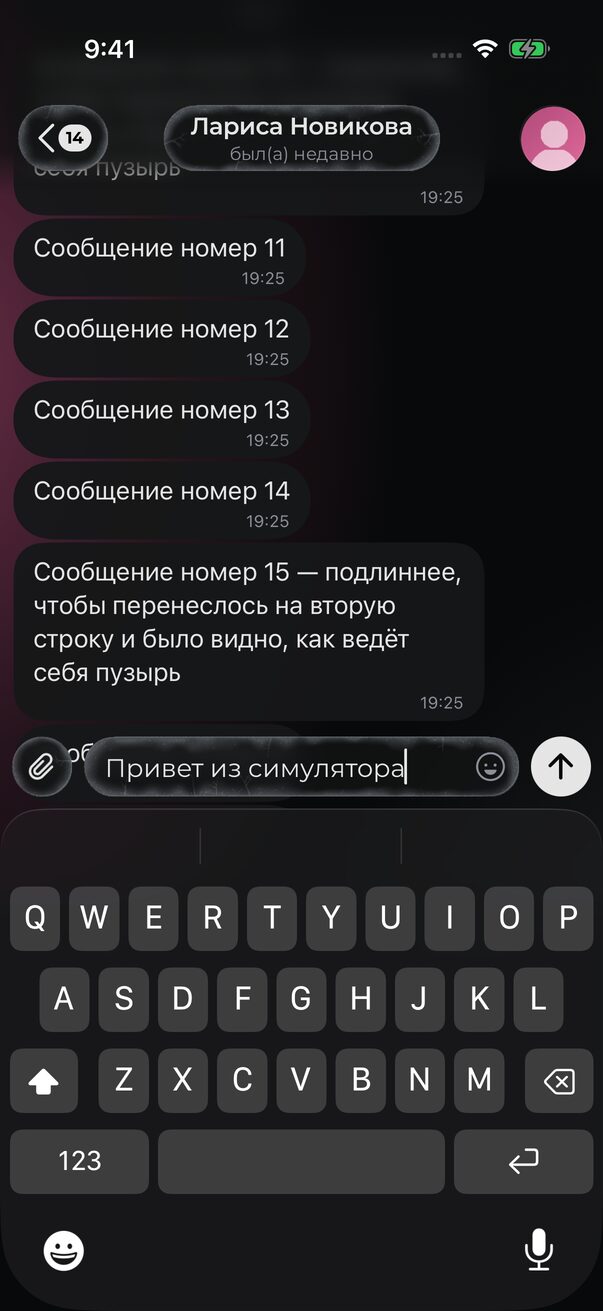 9:41
14
Лариса Новикова
был(а) недавно
себя пузырь
19:25
Сообщение номер 11
19:25
Сообщение номер 12
19:25
Сообщение номер 13
19:25
Сообщение номер 14
19:25
Сообщение номер 15 — подлиннее,
чтобы перенеслось на вторую
строку и было видно, как ведёт
себя пузырь
19:25
Привет из симулятора
Q W E R T Y U I O P
A S D F G H J K L
Z X C V B N M
123